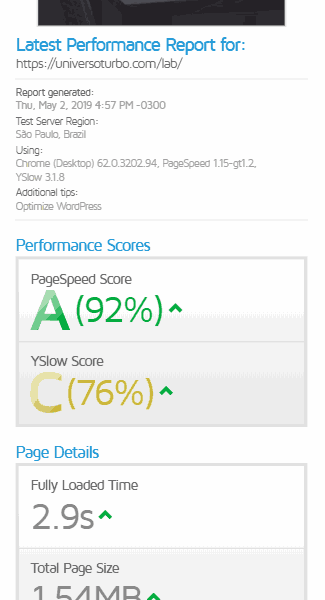 Latest Performance Report for:
https://universoturbo.com/lab/
Report generated:
Thu, May 2, 2019 4:57 PM -0300
Test Server Region:
São Paulo, Brazil
Using:
Chrome (Desktop) 62.0.3202.94, PageSpeed 1.15-gt1.2,
YSlow 3.1.8
Additional tips:
Optimize WordPress
Performance Scores
PageSpeed Score
A (92%)
YSlow Score
C (76%)
Page Details
Fully Loaded Time
2.9s
Total Page Size
1.54MB